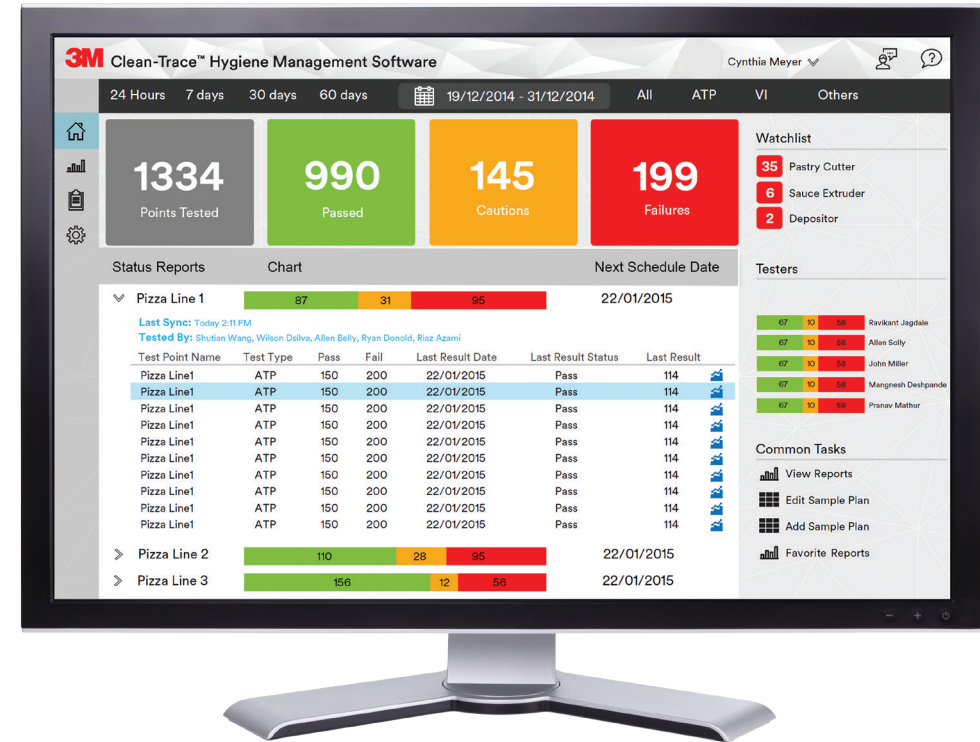 3M Clean-Trace™ Hygiene Management Software
Cynthia Meyer
24 Hours 7 days 30 days 60 days 19/12/2014 - 31/12/2014 All ATP VI Others
1334
Points Tested
990
Passed
145
Cautions
199
Failures
Status Reports Chart Next Schedule Date
Pizza Line 1 87 31 95 22/01/2015
Last Sync: Today 2:11 PM
Tested By: Shutian Wang, Wilson Dsilva, Allen Belly, Ryan Donold, Riaz Azami
Test Point Name Test Type Pass Fail Last Result Date Last Result Status Last Result
Pizza Line1 ATP 150 200 22/01/2015 Pass 114
Pizza Line1 ATP 150 200 22/01/2015 Pass 114
Pizza Line1 ATP 150 200 22/01/2015 Pass 114
Pizza Line1 ATP 150 200 22/01/2015 Pass 114
Pizza Line1 ATP 150 200 22/01/2015 Pass 114
Pizza Line1 ATP 150 200 22/01/2015 Pass 114
Pizza Line1 ATP 150 200 22/01/2015 Pass 114
Pizza Line1 ATP 150 200 22/01/2015 Pass 114
Pizza Line1 ATP 150 200 22/01/2015 Pass 114
Pizza Line1 ATP 150 200 22/01/2015 Pass 114
Pizza Line 2 110 28 95 22/01/2015
Pizza Line 3 156 12 56 22/01/2015
Watchlist
35 Pastry Cutter
6 Sauce Extruder
2 Depositor
Testers
67 10 58 Ravikant Jagdale
67 10 58 Allen Solly
67 10 58 John Miller
67 10 58 Mangnesh Deshpande
67 10 58 Pranav Mathur
Common Tasks
View Reports
Edit Sample Plan
Add Sample Plan
Favorite Reports